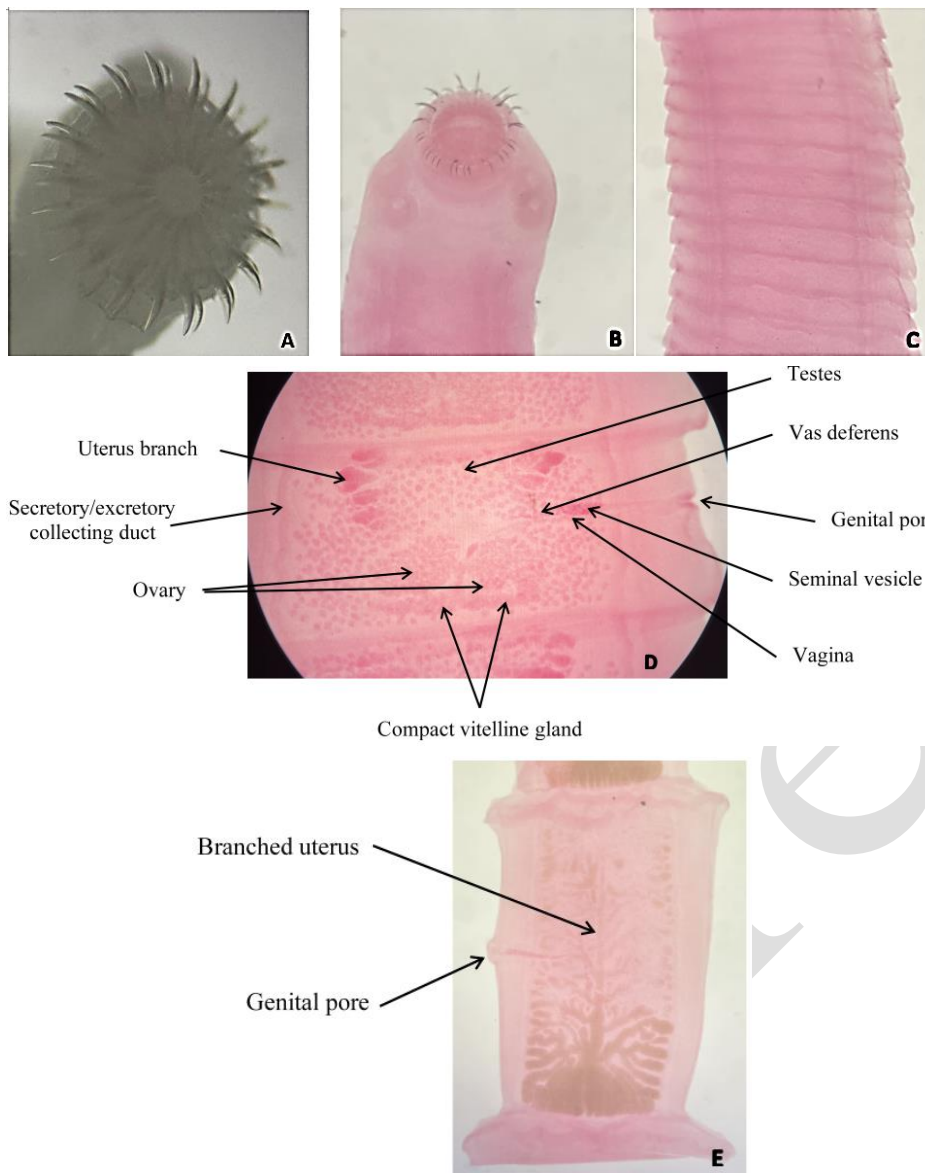 A
B
C
Testes
Uterus branch
Vas deferens
Secretory/excretory
collecting duct
Genital por
Ovary
Seminal vesicle
D
Vagina
Compact vitelline gland
Branched uterus
Genital pore
E